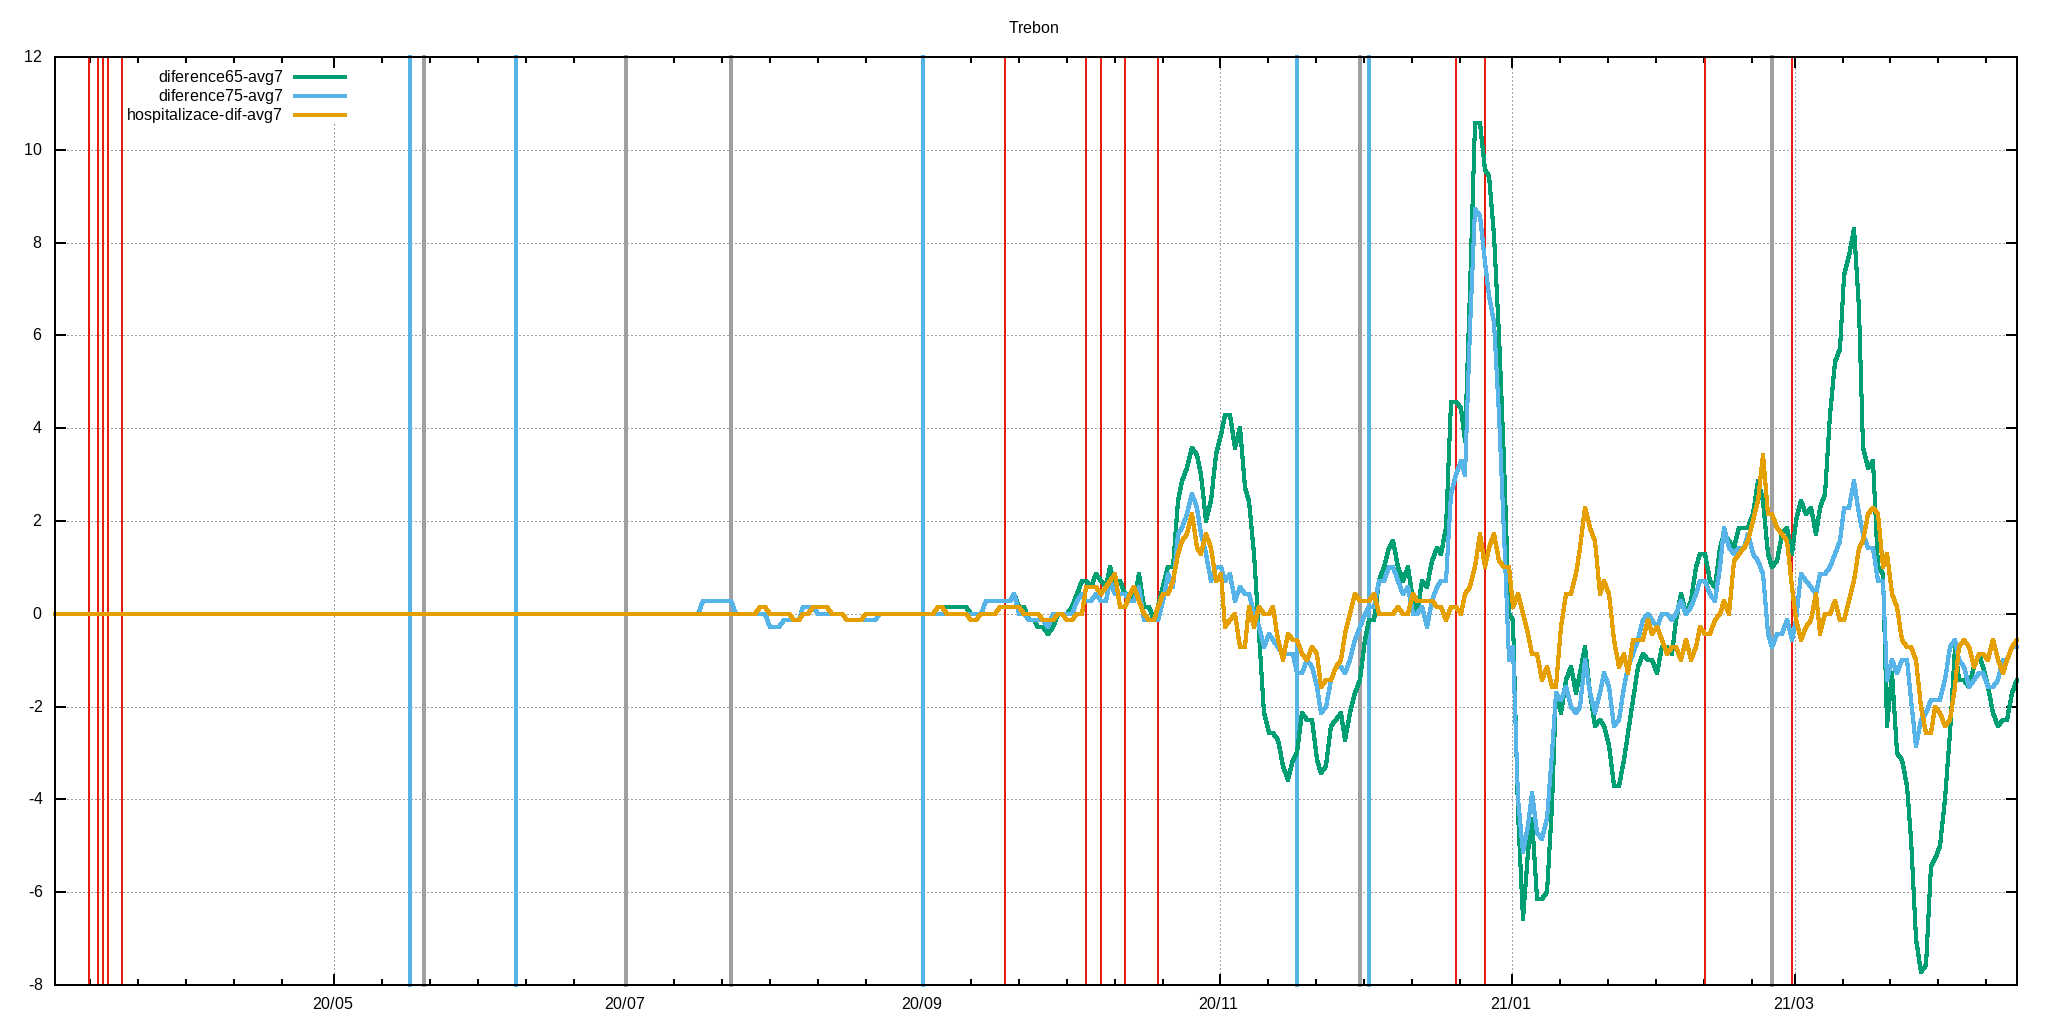 Trebon
12
diference65-avg7
diference75-avg7
hospitalizace-dif-avg7
10
8
6
4
2
0
-2
-4
-6
-8
20/05 20/07 20/09 20/11 21/01 21/03